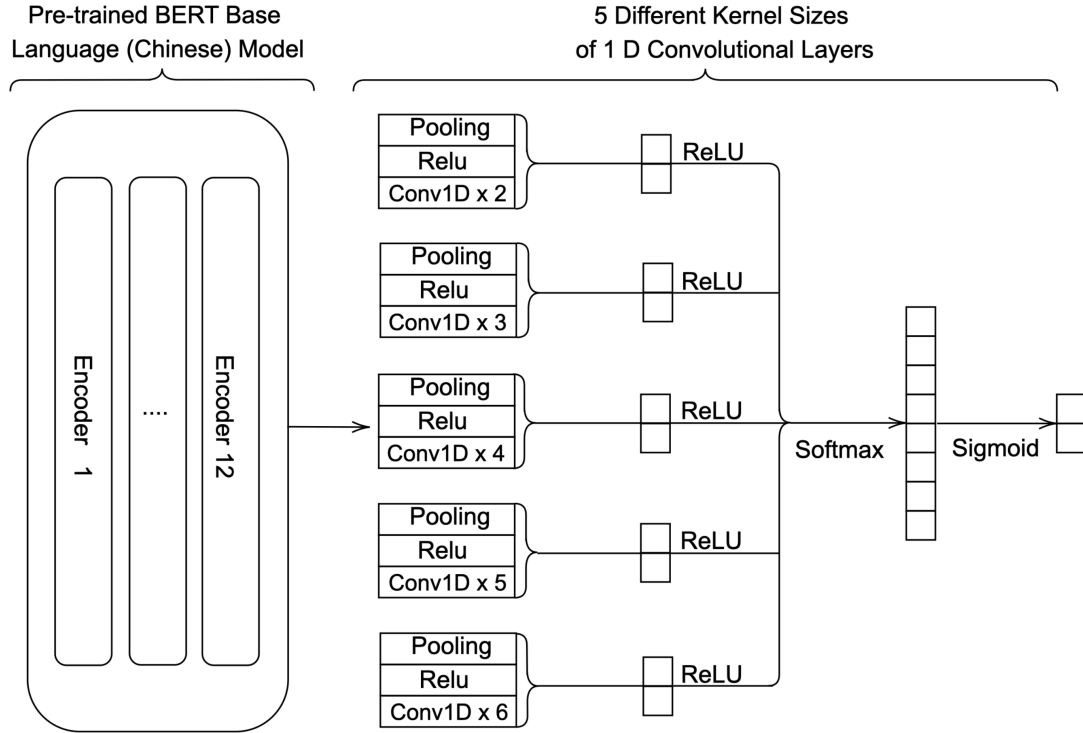 Pre-trained BERT Base
Language (Chinese) Model
5 Different Kernel Sizes
of 1 D Convolutional Layers
Encoder 1
....
Encoder 12
Pooling
Relu
Conv1D x 2
ReLU
Pooling
Relu
Conv1D x 3
ReLU
Pooling
Relu
Conv1D x 4
ReLU
Softmax
Sigmoid
Pooling
Relu
Conv1D x 5
ReLU
Pooling
Relu
Conv1D x 6
ReLU